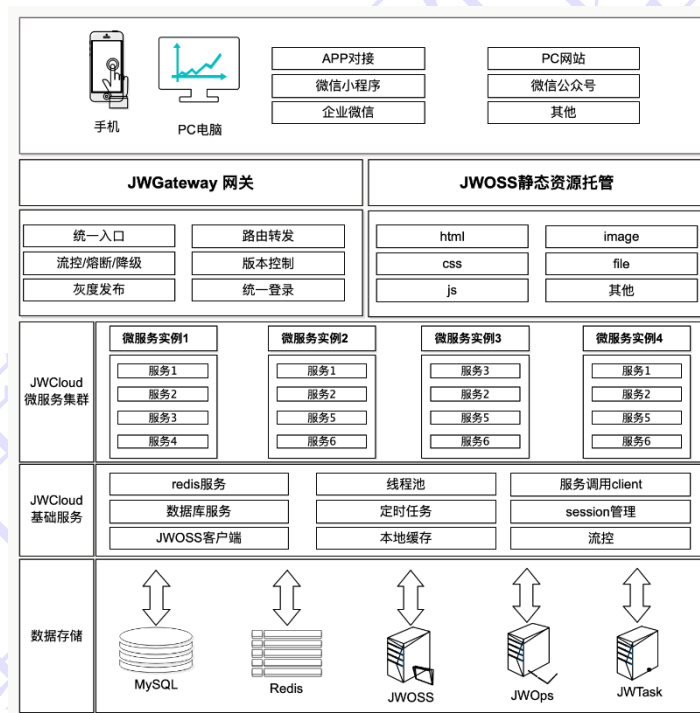 APP对接 PC网站
微信小程序 微信公众号
企业微信 其他
手机 PC电脑
JWGateway 网关 JWOSS静态资源托管
统一入口 路由转发 html image
流控/熔断/降级 版本控制 css file
灰度发布 统一登录 js 其他
微服务实例1 微服务实例2 微服务实例3 微服务实例4
服务1 服务1 服务3 服务1
JWCloud
微服务集群
服务2 服务2 服务2 服务2
服务3 服务5 服务5 服务5
服务4 服务6 服务6 服务6
JWCloud
基础服务
redis服务 线程池 服务调用client
数据库服务 定时任务 session管理
JWOSS客户端 本地缓存 流控
数据存储
MySQL Redis JWOSS JWOps JWTask